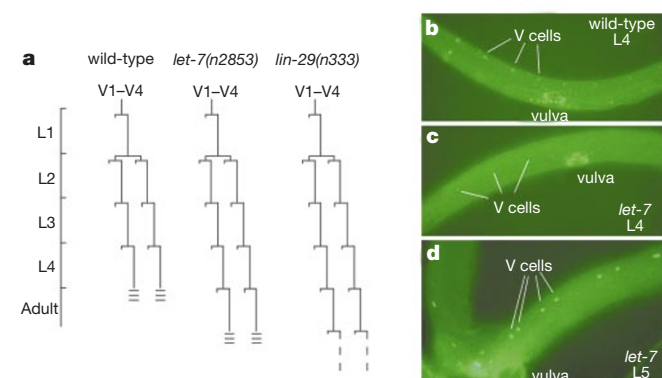 a
wild-type let-7(n2853) lin-29(n333)
V1–V4 V1–V4 V1–V4
L1
L2
L3
L4
Adult
b
wild-type
L4
V cells
vulva
c
vulva
V cells
let-7
L4
d
V cells
let-7
L5
vulva